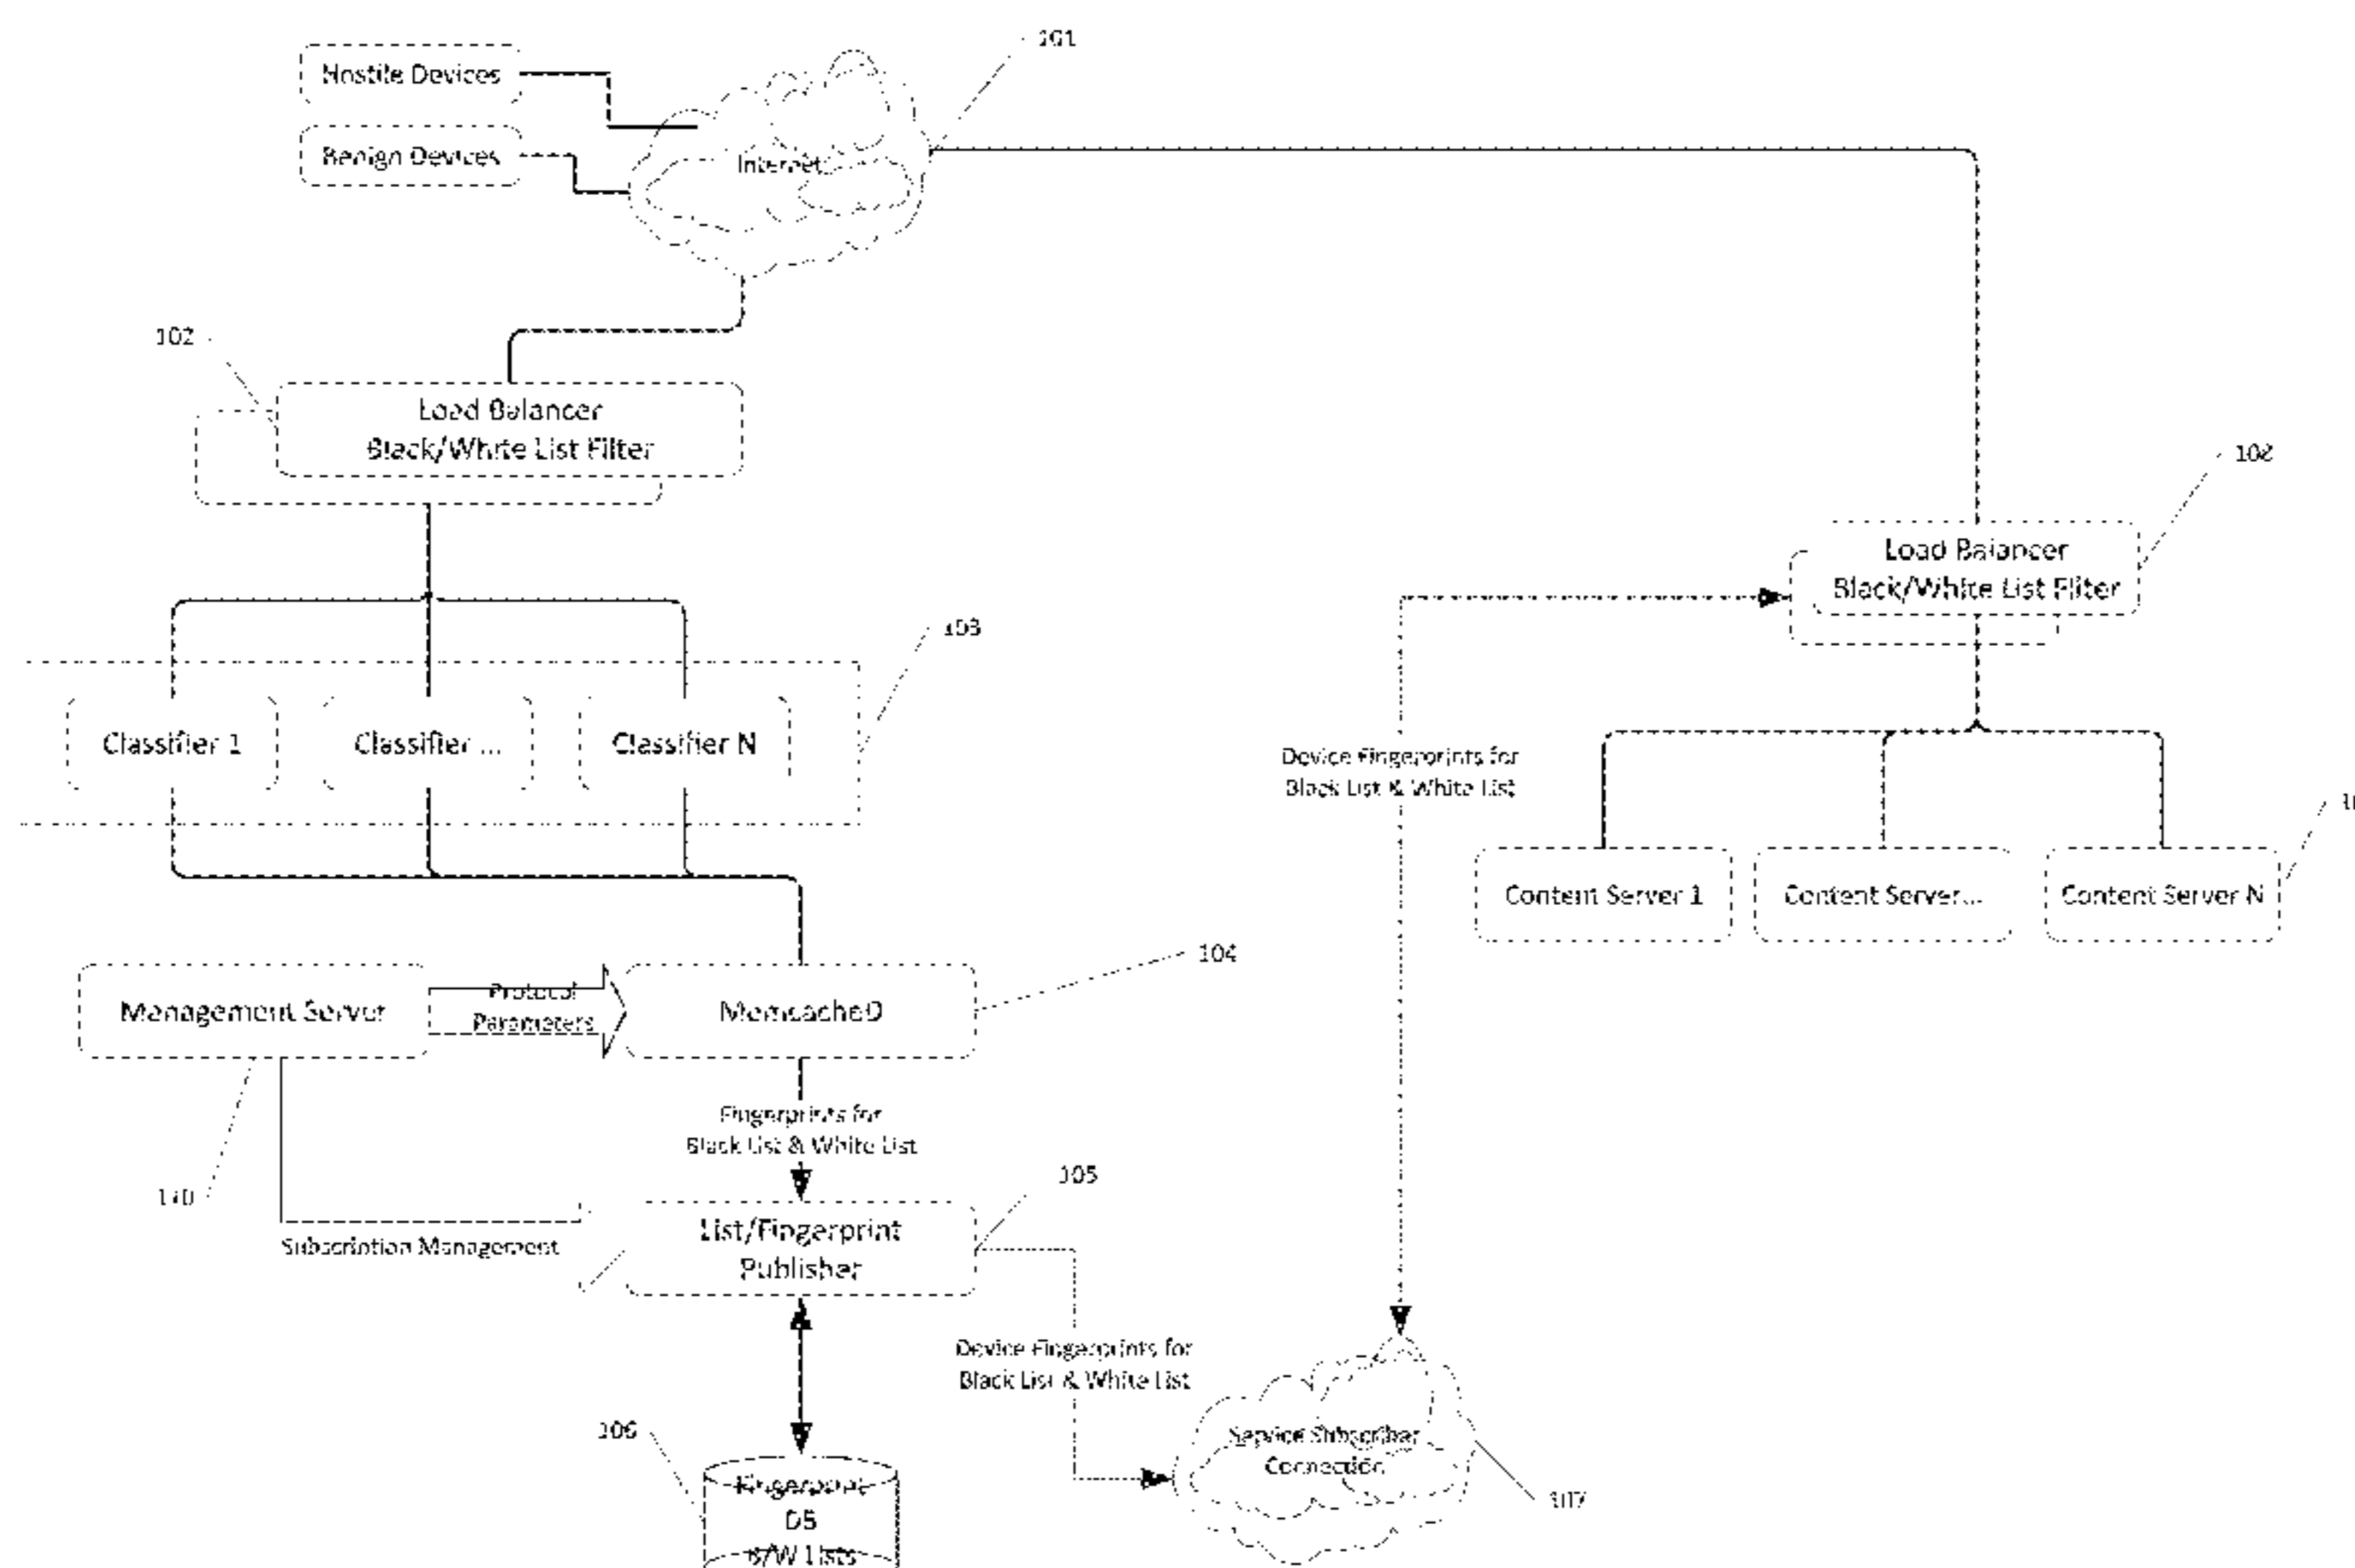 101
Hostile Devices
Benign Devices
Internet
102
Load Balancer
Black/White List Filter
102
Load Balancer
Black/White List Filter
103
Classifier 1
Classifier ...
Classifier N
Device Fingerprints for
Black List & White List
Content Server 1
Content Server...
Content Server N
104
Management Server
Protocol
Parameters
MemcacheD
Fingerprints for
Black List & White List
105
110
List/Fingerprint
Publisher
Subscription Management
Device Fingerprints for
Black List & White List
106
Service Subscriber
Connection
Fingerprint
DB
B/W Lists
107